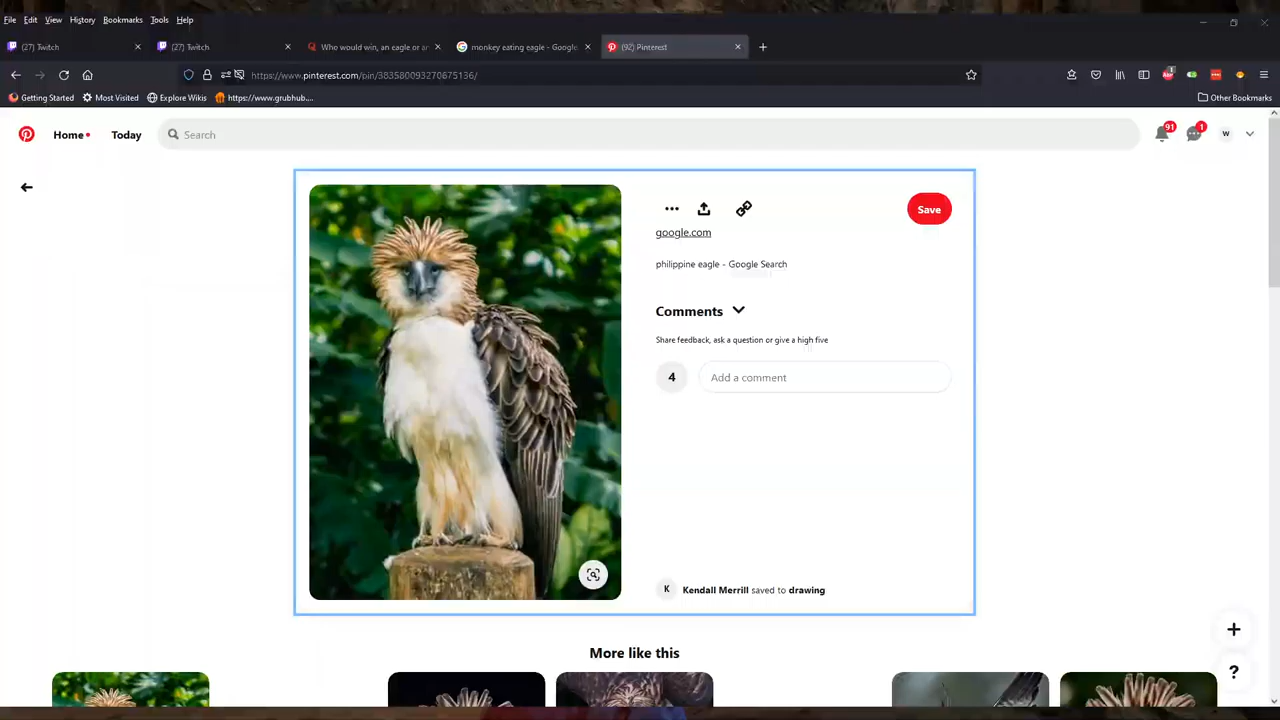 File Edit View History Bookmarks Tools Help
(27) Twitch
(27) Twitch
Who would win, an eagle or ar
monkey eating eagle - Google
(92) Pinterest
https://www.pinterest.com/pin/383580093270875136/
Getting Started Most Visited Explore Wikis https://www.grubhub....
Other Bookmarks
Home Today Search
91 1 W
Save
google.com
philippine eagle - Google Search
Comments
Share feedback, ask a question or give a high five
4 Add a comment
K Kendall Merrill saved to drawing
More like this
+
?